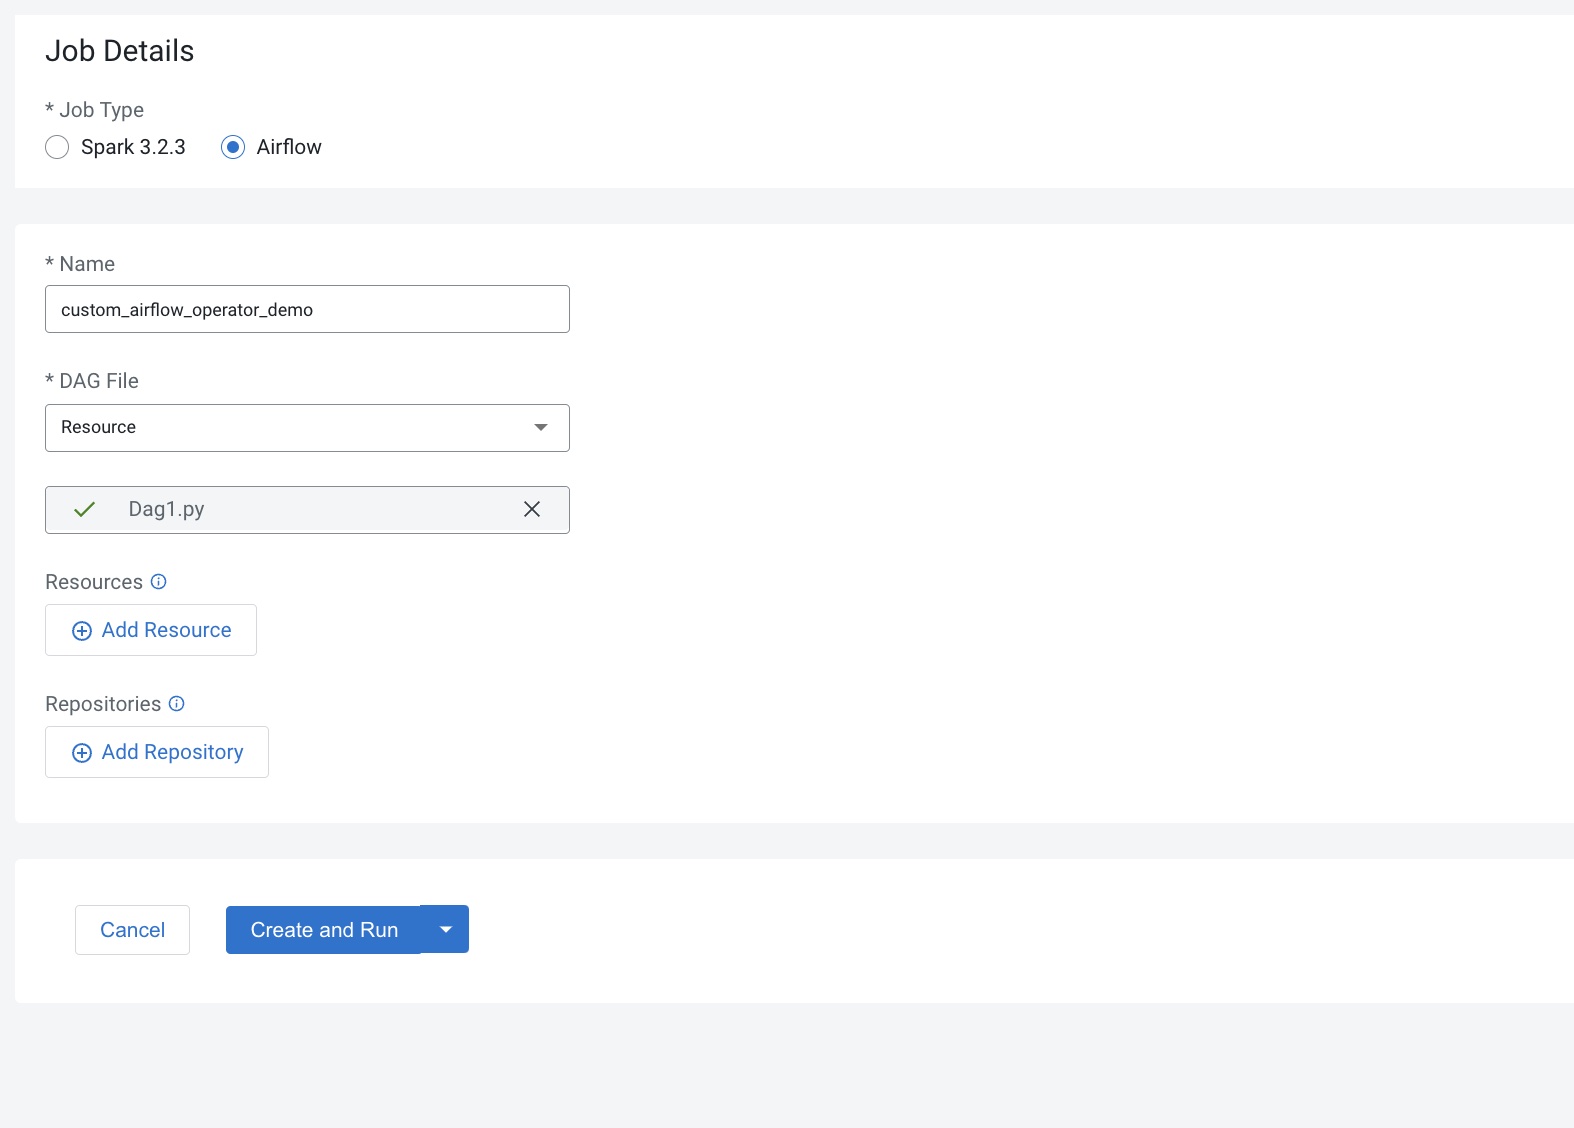 Job Details
* Job Type
Spark 3.2.3 Airflow
* Name
custom_airflow_operator_demo
* DAG File
Resource
Dag1.py
Resources
Add Resource
Repositories
Add Repository
Cancel Create and Run